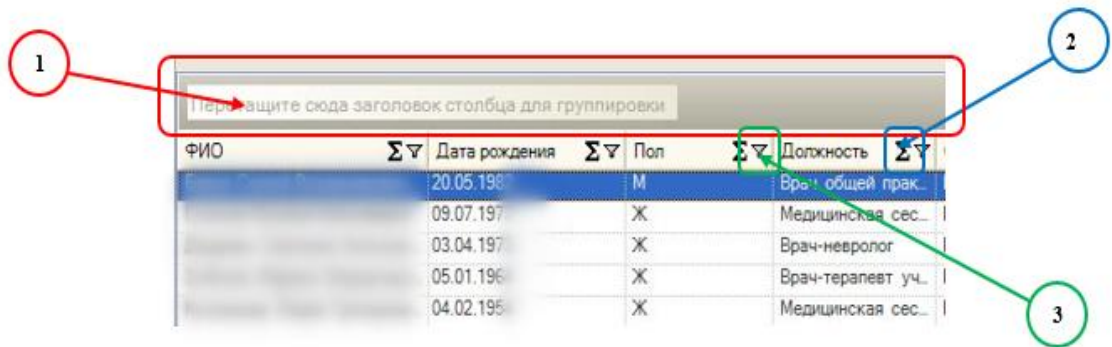 2
1
Перетащите сюда заголовок столбца для группировки
ФИО Σ Дата рождения Σ Пол Σ Должность Σ
20.05.198 М Врач общей прак...
09.07.197 Ж Медицинская сес...
03.04.197 Ж Врач-невролог
05.01.196 Ж Врач-терапевт уч...
04.02.195 Ж Медицинская сес...
3